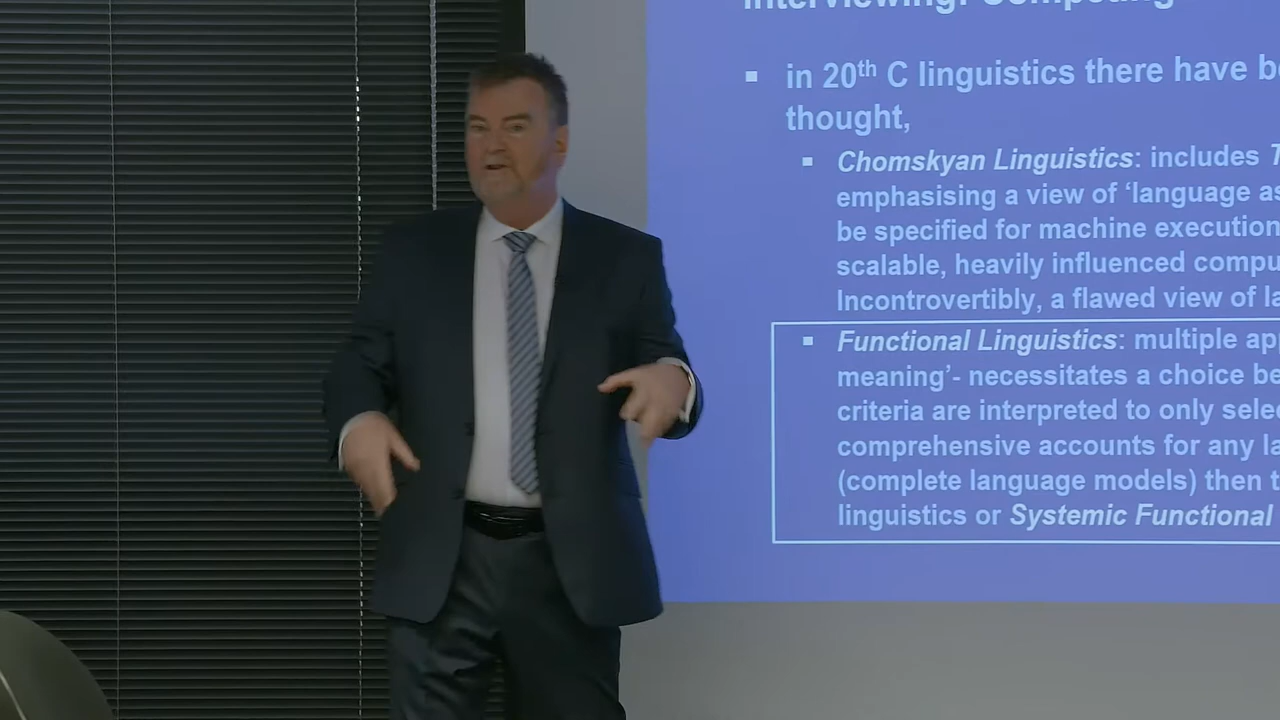 Interviewing: Competing
▪ in 20th C linguistics there have be
thought,
▪ Chomskyan Linguistics: includes T
emphasising a view of ‘language as
be specified for machine execution
scalable, heavily influenced compu
Incontrovertibly, a flawed view of la
▪ Functional Linguistics: multiple app
meaning’- necessitates a choice be
criteria are interpreted to only selec
comprehensive accounts for any la
(complete language models) then t
linguistics or Systemic Functional